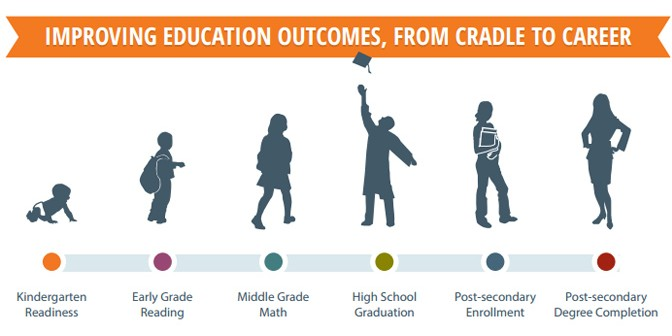 IMPROVING EDUCATION OUTCOMES, FROM CRADLE TO CAREER
Kindergarten
Readiness
Early Grade
Reading
Middle Grade
Math
High School
Graduation
Post-secondary
Enrollment
Post-secondary
Degree Completion